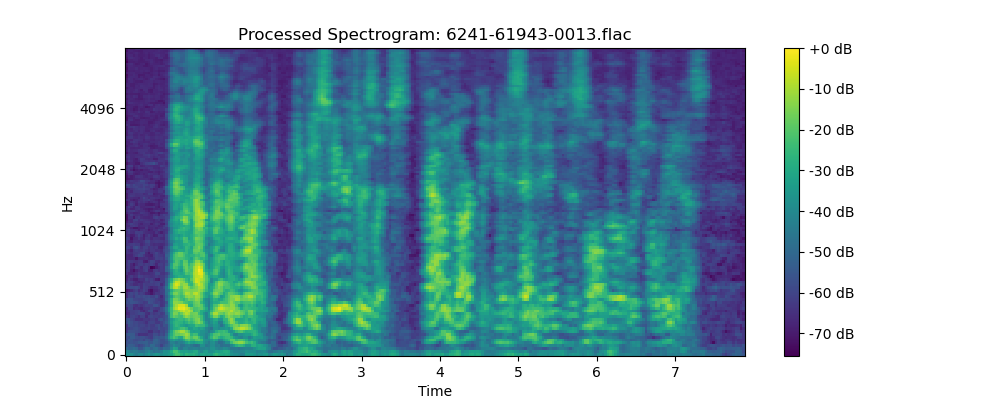 Processed Spectrogram: 6241-61943-0013.flac
Hz
4096
2048
1024
512
0
0 1 2 3 4 5 6 7
Time
+0 dB
-10 dB
-20 dB
-30 dB
-40 dB
-50 dB
-60 dB
-70 dB